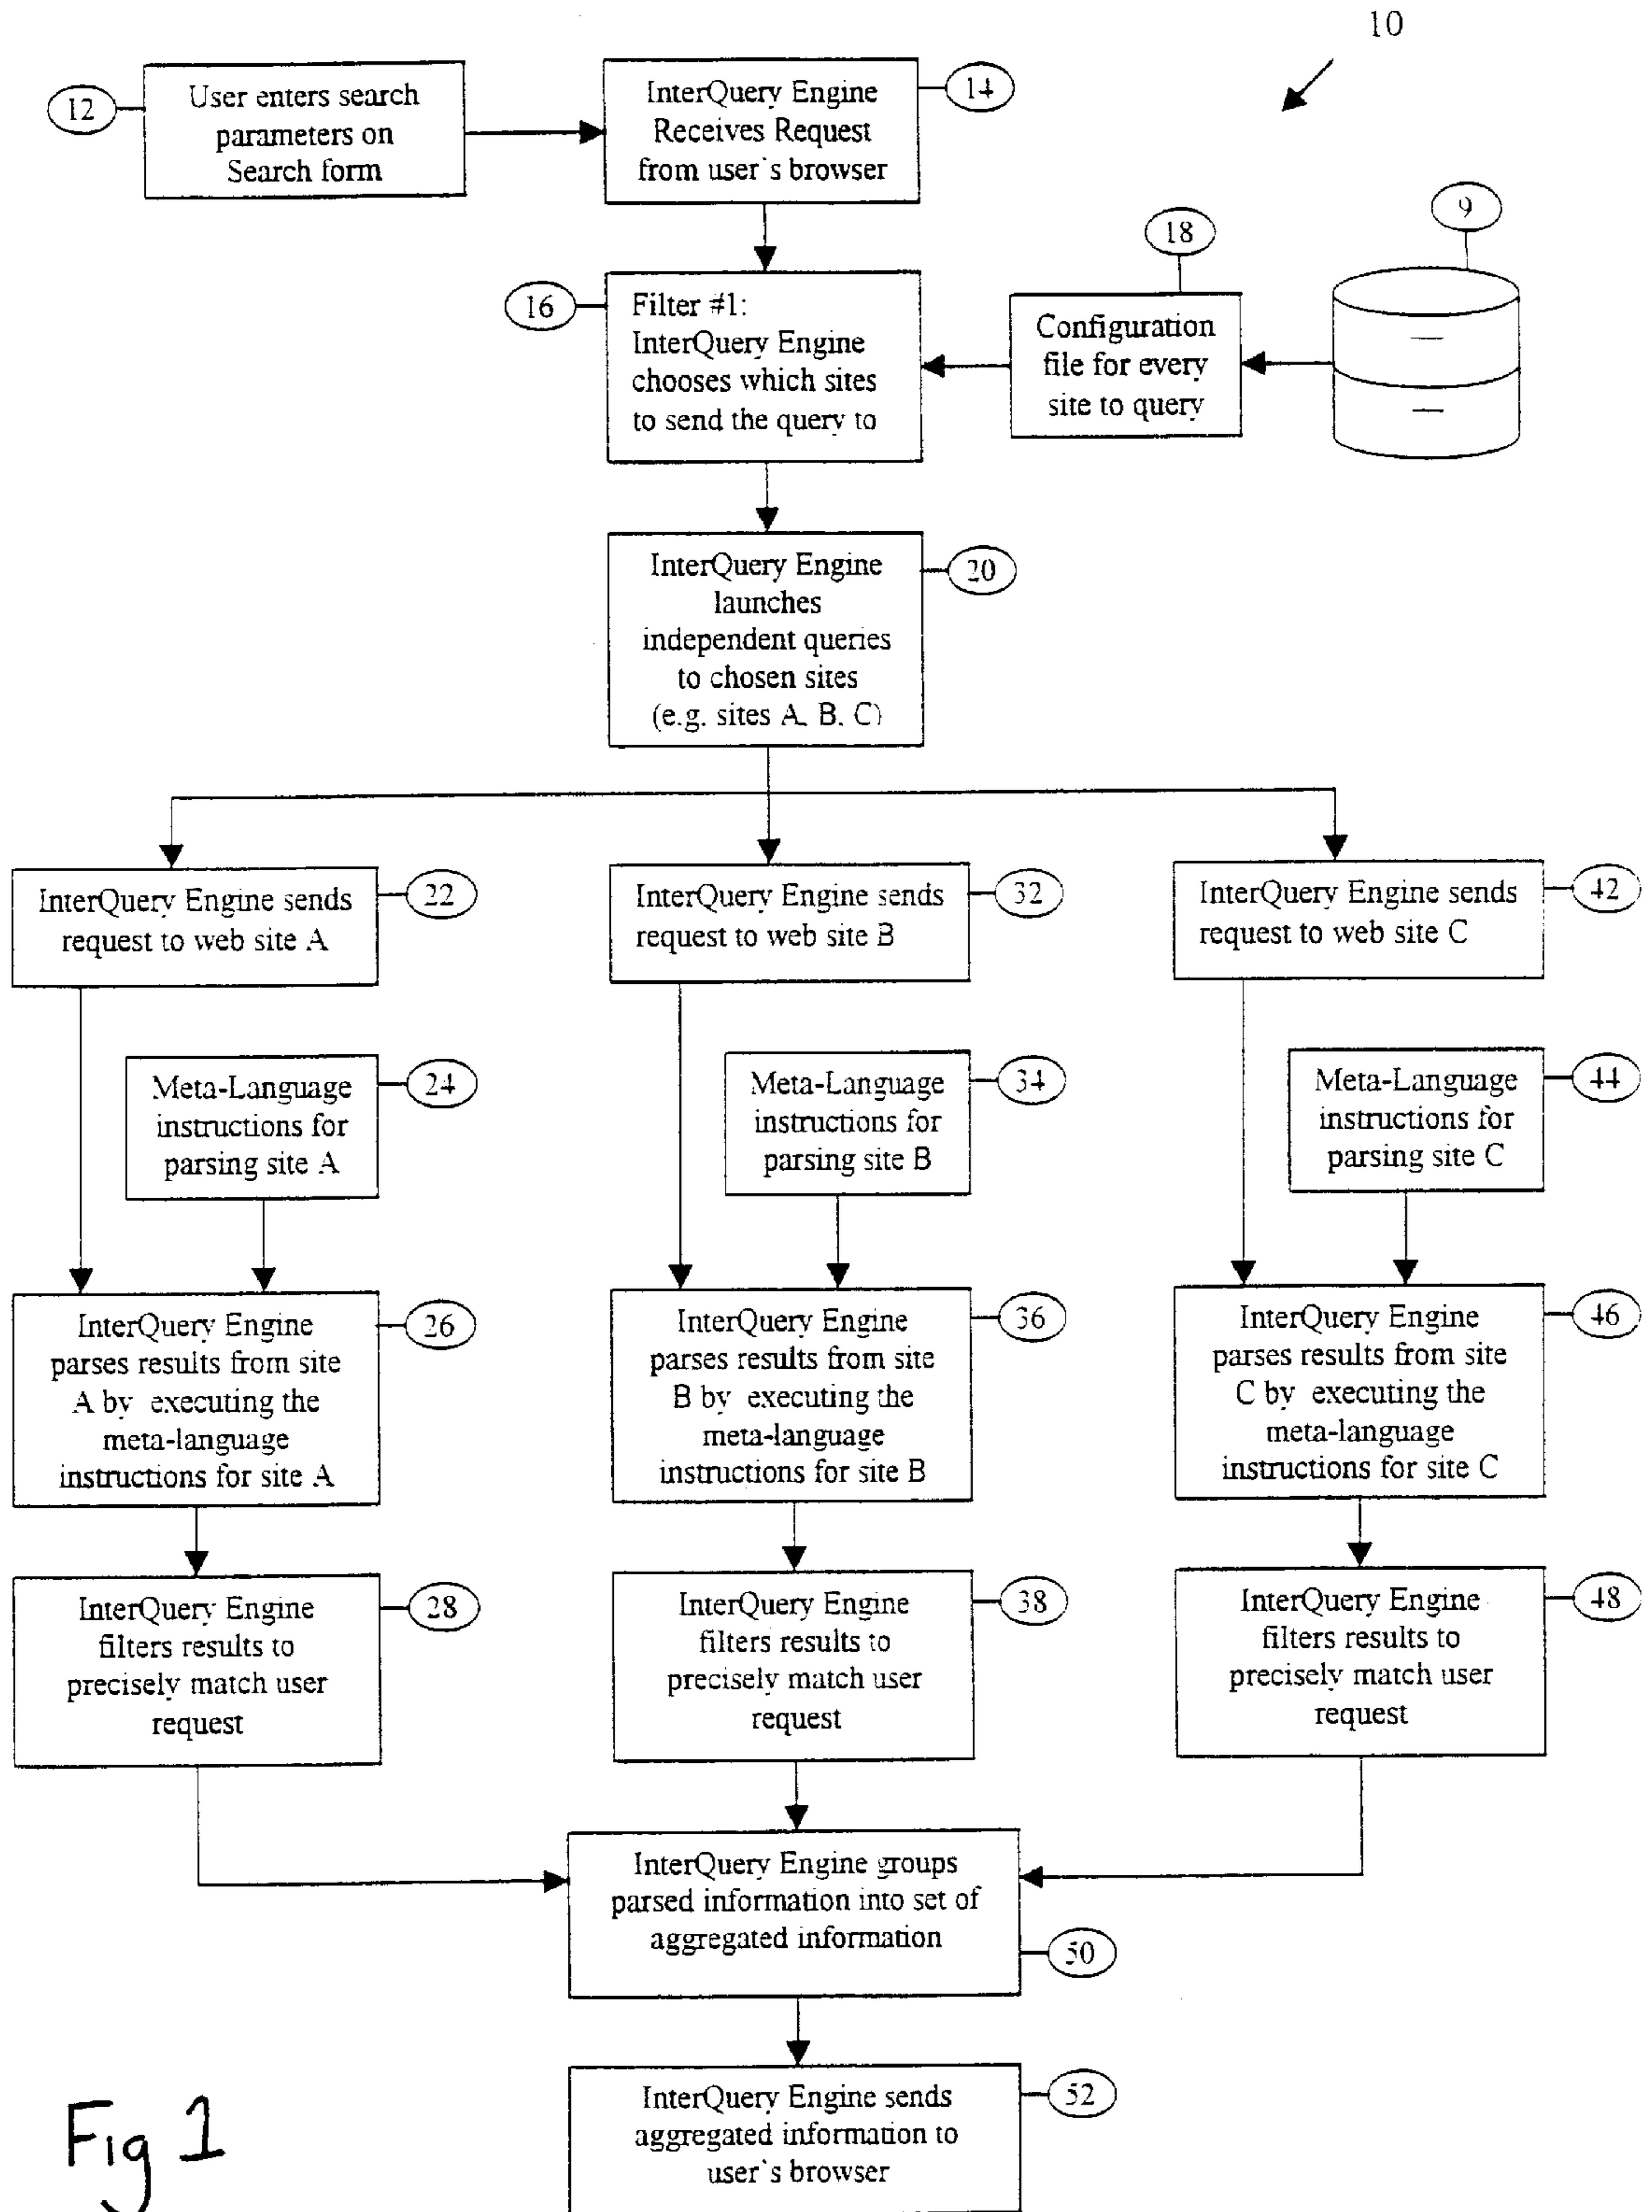 10
12
User enters search
parameters on
Search form
InterQuery Engine
Receives Request
from user`s browser
14
9
18
16
Filter #1:
InterQuery Engine
chooses which sites
to send the query to
Configuration
file for every
site to query
InterQuery Engine
launches
independent queries
to chosen sites
(e.g. sites A, B, C)
20
InterQuery Engine sends
request to web site A
22
InterQuery Engine sends
request to web site B
32
InterQuery Engine sends
request to web site C
42
Meta-Language
instructions for
parsing site A
24
Meta-Language
instructions for
parsing site B
34
Meta-Language
instructions for
parsing site C
44
InterQuery Engine
parses results from site
A by executing the
meta-language
instructions for site A
26
InterQuery Engine
parses results from site
B by executing the
meta-language
instructions for site B
36
InterQuery Engine
parses results from site
C by executing the
meta-language
instructions for site C
46
InterQuery Engine
filters results to
precisely match user
request
28
InterQuery Engine
filters results to
precisely match user
request
38
InterQuery Engine
filters results to
precisely match user
request
48
InterQuery Engine groups
parsed information into set of
aggregated information
50
InterQuery Engine sends
aggregated information to
user`s browser
52
Fig 1